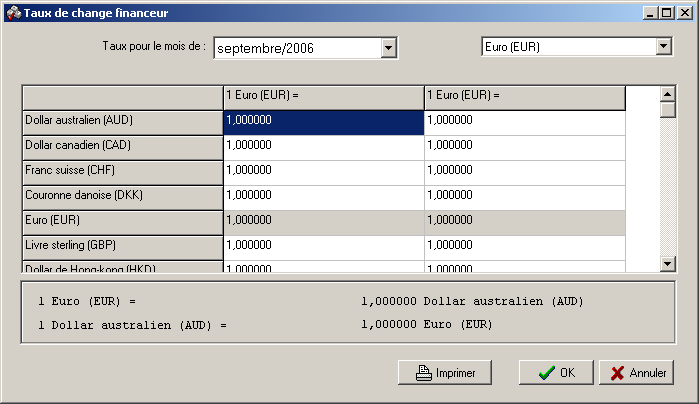 Taux de change financeur
Taux pour le mois de : septembre/2006 Euro (EUR)
1 Euro (EUR) = 1 Euro (EUR) =
Dollar australien (AUD) 1,000000 1,000000
Dollar canadien (CAD) 1,000000 1,000000
Franc suisse (CHF) 1,000000 1,000000
Couronne danoise (DKK) 1,000000 1,000000
Euro (EUR) 1,000000 1,000000
Livre sterling (GBP) 1,000000 1,000000
Dollar de Hong-kong (HKD) 1,000000 1,000000
1 Euro (EUR) = 1,000000 Dollar australien (AUD)
1 Dollar australien (AUD) = 1,000000 Euro (EUR)
Imprimer OK Annuler